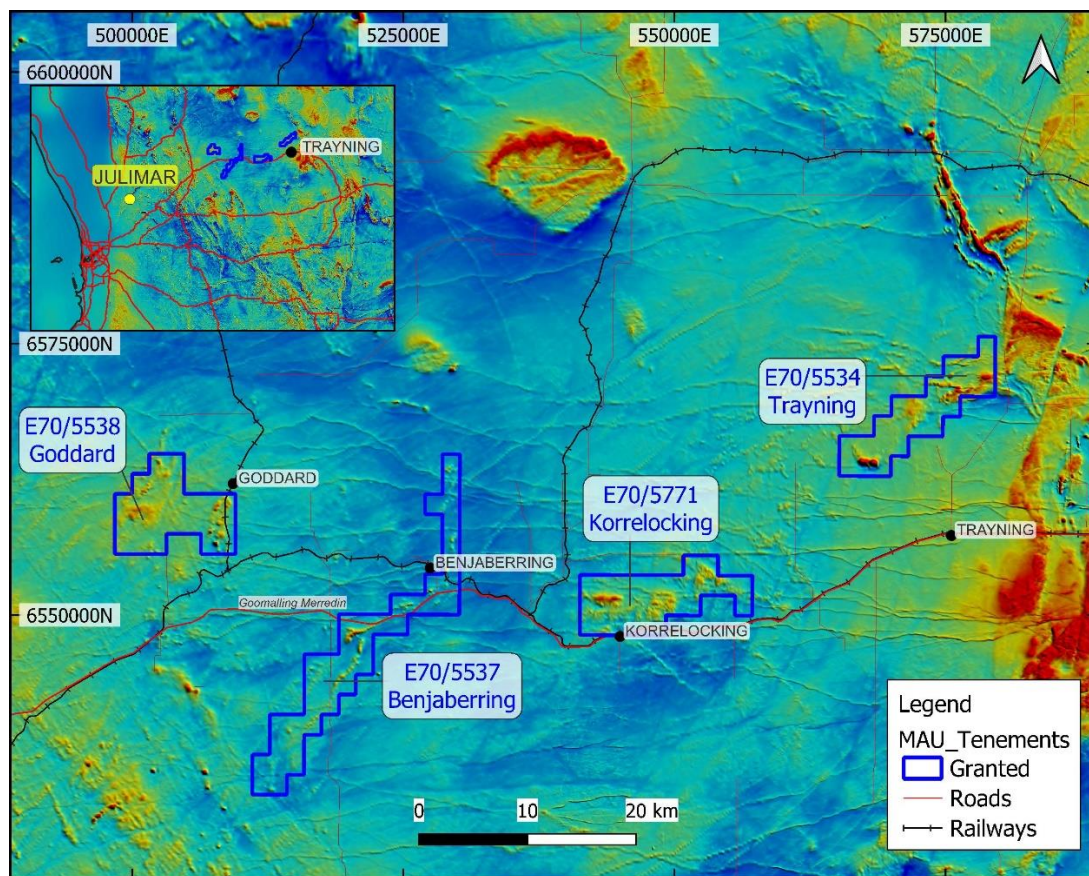 500000E
525000E
550000E
575000E
6600000N
TRAYNING
JULIMAR
6575000N
E70/5534
Trayning
E70/5538
Goddard
GODDARD
E70/5771
Korrelocking
TRAYNING
BENJABERRING
Goomalling Merredin
6550000N
KORRELOCKING
E70/5537
Benjaberring
Legend
MAU_Tenements
Granted
Roads
Railways
0
10
20 km